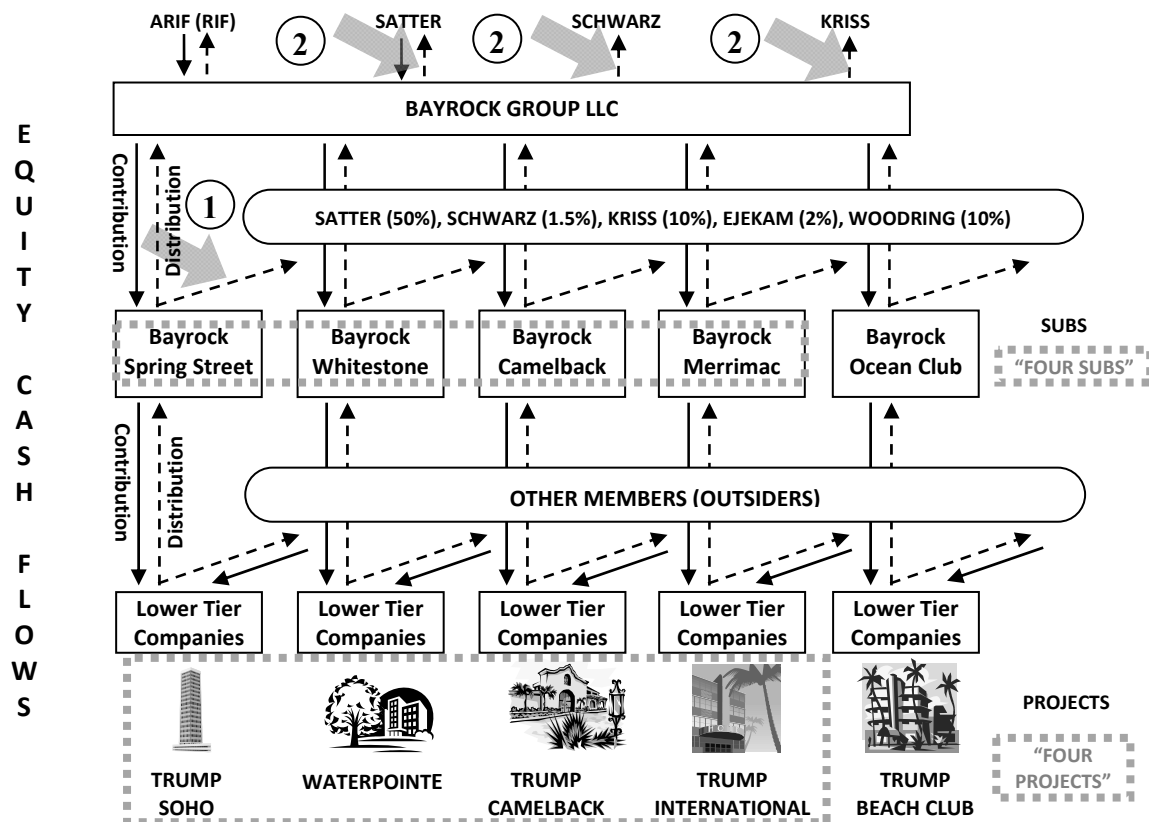 ARIF (RIF)
2
SATTER
2
SCHWARZ
2
KRISS
BAYROCK GROUP LLC
EQUITY CASH FLOWS
Contribution
Distribution
1
SATTER (50%), SCHWARZ (1.5%), KRISS (10%), EJEKAM (2%), WOODRING (10%)
Bayrock
Spring Street
Bayrock
Whitestone
Bayrock
Camelback
Bayrock
Merrimac
Bayrock
Ocean Club
SUBS
"FOUR SUBS"
Contribution
Distribution
OTHER MEMBERS (OUTSIDERS)
Lower Tier
Companies
Lower Tier
Companies
Lower Tier
Companies
Lower Tier
Companies
Lower Tier
Companies
PROJECTS
"FOUR
PROJECTS"
TRUMP
SOHO
WATERPOINTE
TRUMP
CAMELBACK
TRUMP
INTERNATIONAL
TRUMP
BEACH CLUB